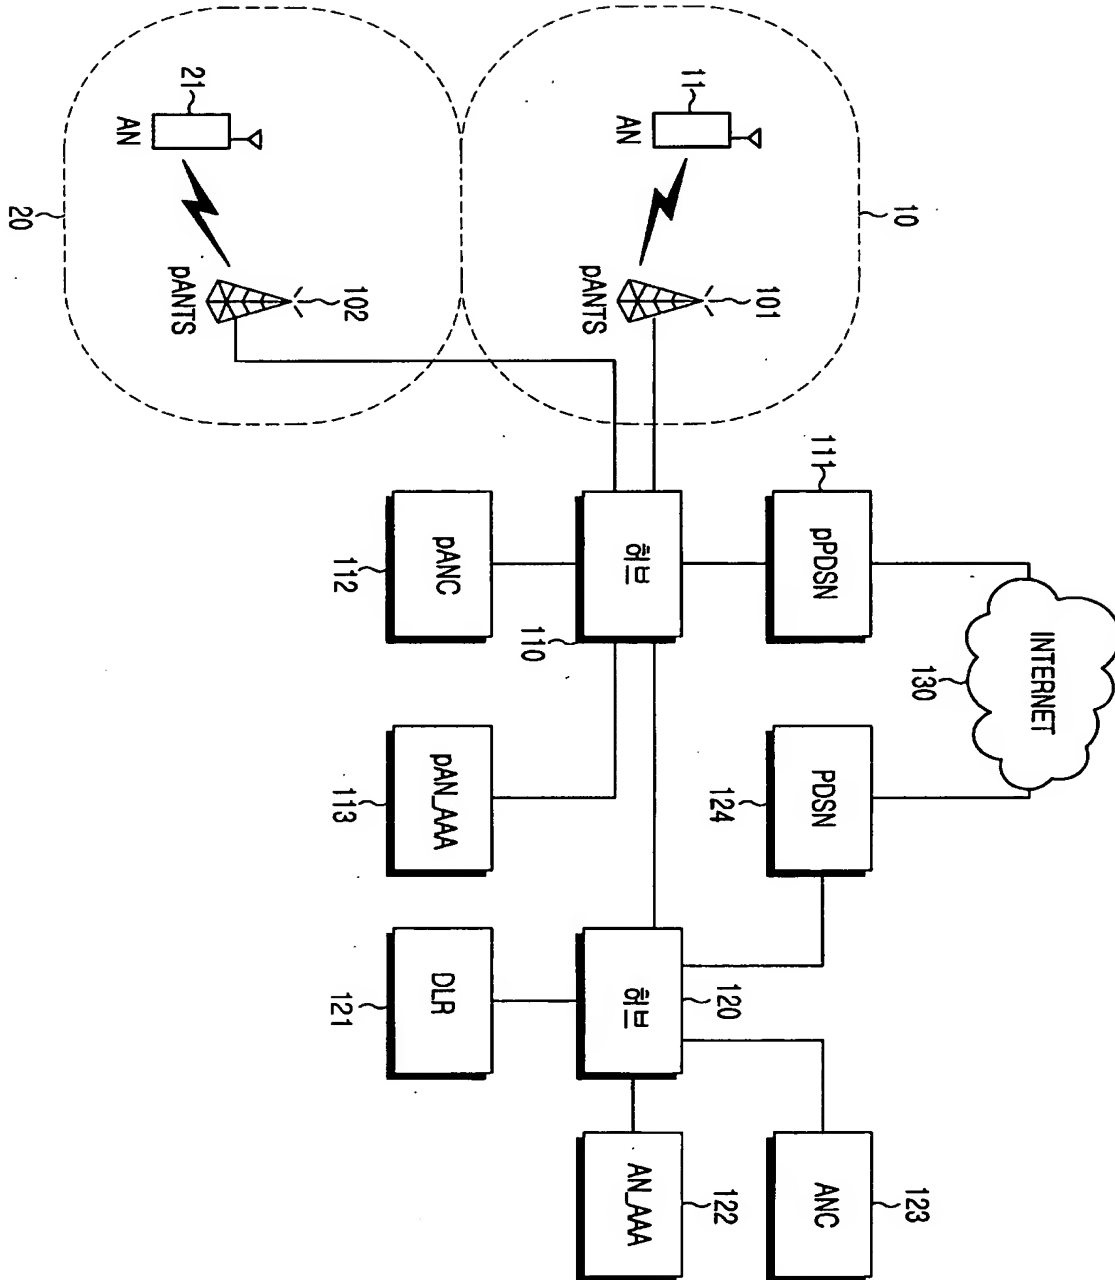 INTERNET
10
130
123
111
pPDSN
PDSN
ANC
101
124
120
122
11
AN
허브
허브
AN_AAA
pANTS
110
pANC
pAN_AAA
DLR
102
112
113
121
21
pANTS
AN
20